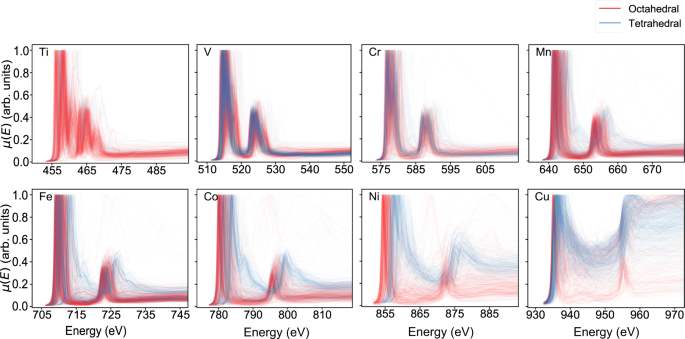 Octahedral
Tetrahedral
Ti
V
Cr
Mn
μ(E) (arb. units)
1.0
0.8
0.6
0.4
0.2
0.0
455 465 475 485
510 520 530 540 550
575 585 595 605
640 650 660 670
Fe
Co
Ni
Cu
μ(E) (arb. units)
1.0
0.8
0.6
0.4
0.2
0.0
705 715 725 735 745
780 790 800 810
855 865 875 885
930 940 950 960 970
Energy (eV)
Energy (eV)
Energy (eV)
Energy (eV)